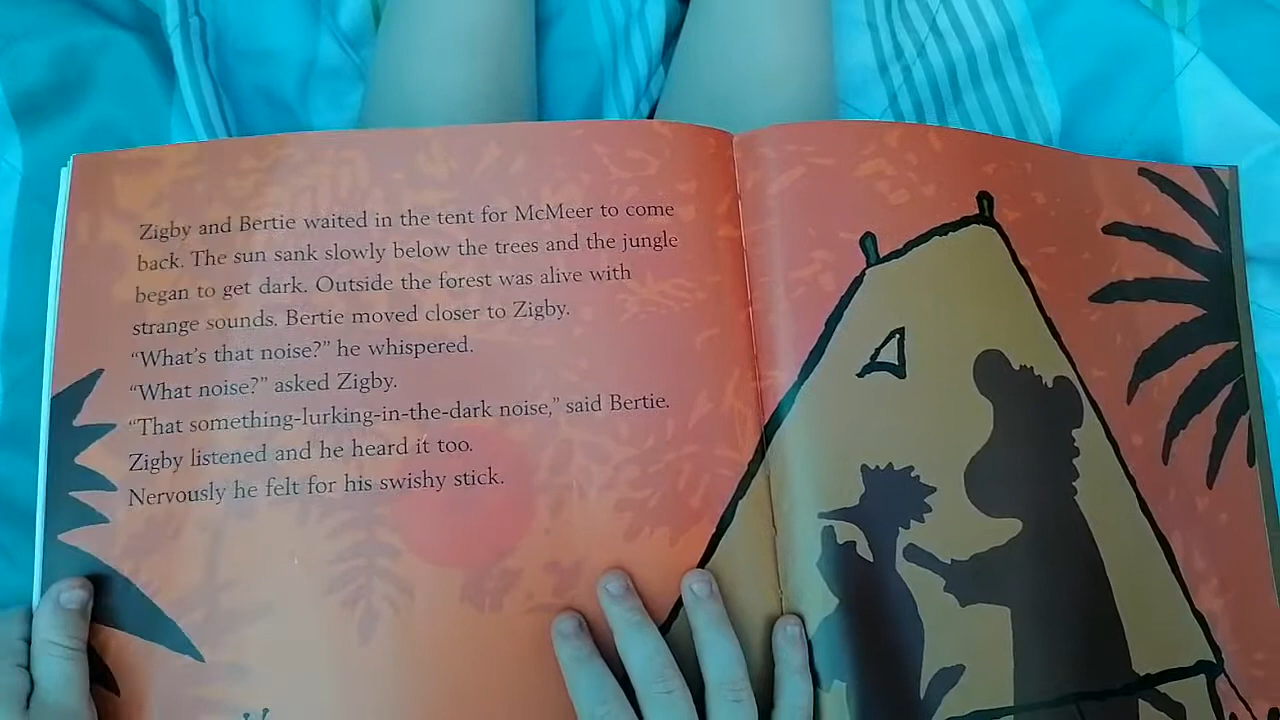 Zigby and Bertie waited in the tent for McMeer to come
back. The sun sank slowly below the trees and the jungle
began to get dark. Outside the forest was alive with
strange sounds. Bertie moved closer to Zigby.
“What’s that noise?” he whispered.
“What noise?” asked Zigby.
“That something-lurking-in-the-dark noise,” said Bertie.
Zigby listened and he heard it too.
Nervously he felt for his swishy stick.